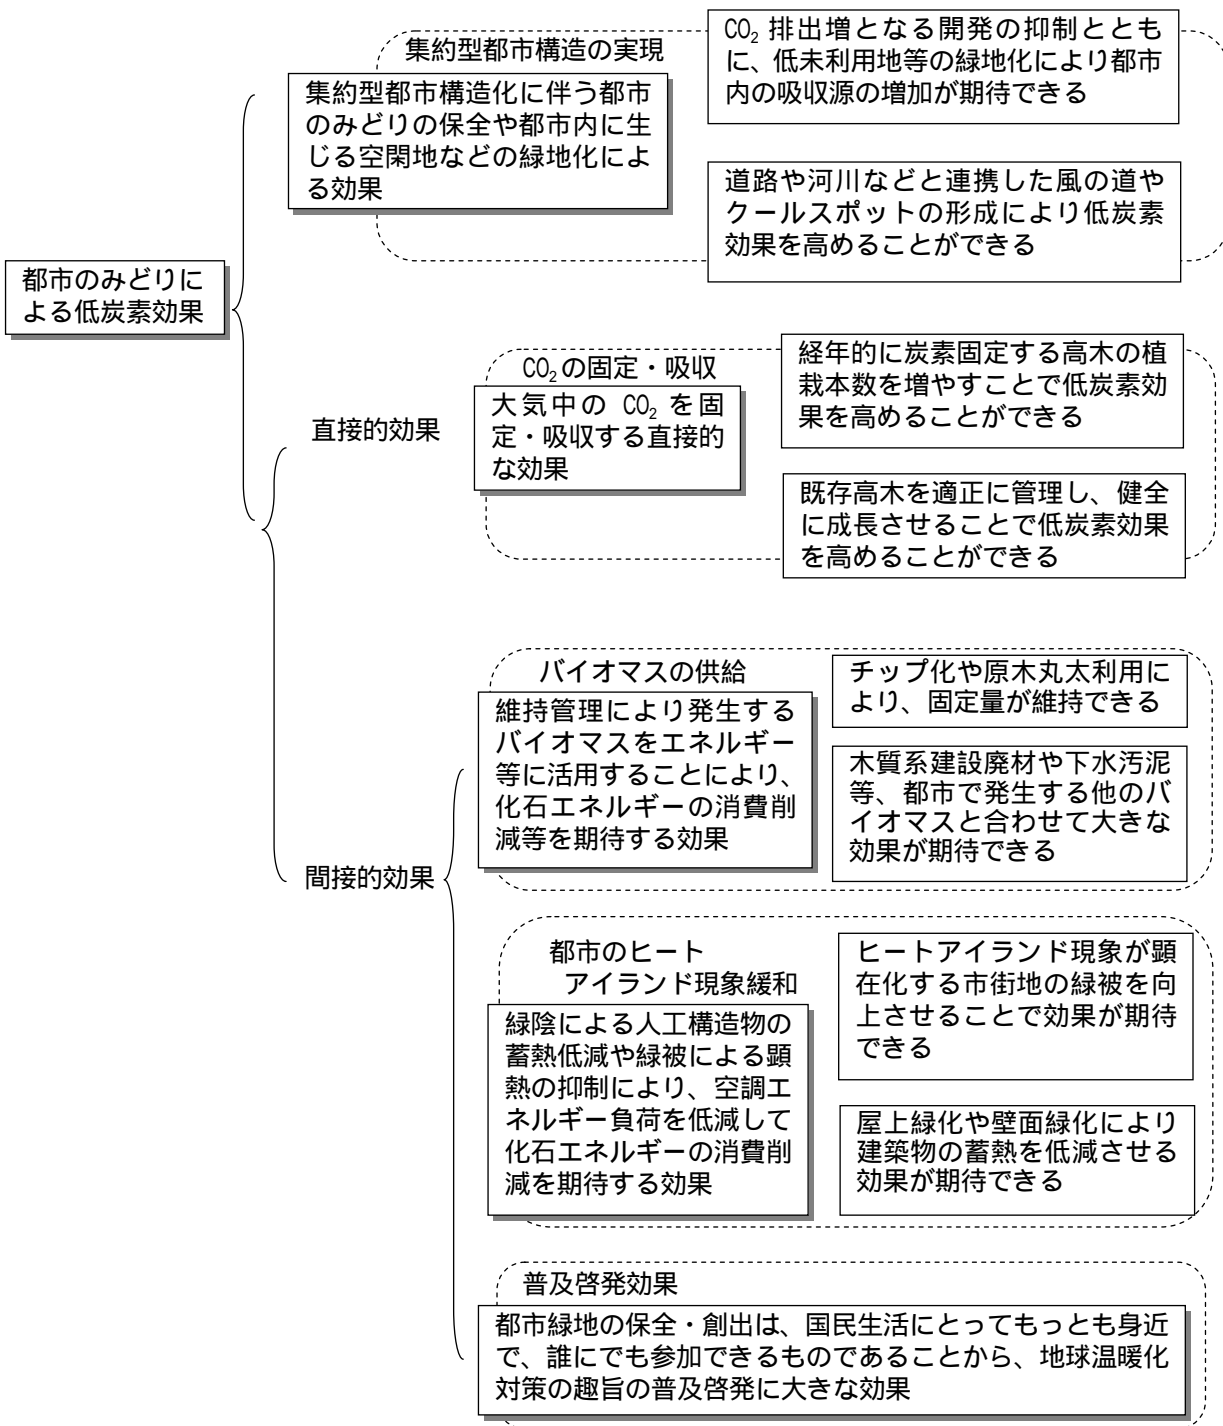 集約型都市構造の実現
集約型都市構造化に伴う都市
のみどりの保全や都市内に生
じる空閑地などの緑地化によ
る効果
CO₂ 排出増となる開発の抑制ととも
に、低未利用地等の緑地化により都市
内の吸収源の増加が期待できる
道路や河川などと連携した風の道や
クールスポットの形成により低炭素
効果を高めることができる
都市のみどりに
よる低炭素効果
直接的効果
CO₂の固定・吸収
大気中の CO₂ を固
定・吸収する直接的
な効果
経年的に炭素固定する高木の植
栽本数を増やすことで低炭素効
果を高めることができる
既存高木を適正に管理し、健全
に成長させることで低炭素効果
を高めることができる
間接的効果
バイオマスの供給
維持管理により発生する
バイオマスをエネルギー
等に活用することにより、
化石エネルギーの消費削
減等を期待する効果
チップ化や原木丸太利用に
より、固定量が維持できる
木質系建設廃材や下水汚泥
等、都市で発生する他のバ
イオマスと合わせて大きな
効果が期待できる
都市のヒート
アイランド現象緩和
緑陰による人工構造物の
蓄熱低減や緑被による顕
熱の抑制により、空調エ
ネルギー負荷を低減して
化石エネルギーの消費削
減を期待する効果
ヒートアイランド現象が顕
在化する市街地の緑被を向
上させることで効果が期待
できる
屋上緑化や壁面緑化により
建築物の蓄熱を低減させる
効果が期待できる
普及啓発効果
都市緑地の保全・創出は、国民生活にとってもっとも身近
で、誰にでも参加できるものであることから、地球温暖化
対策の趣旨の普及啓発に大きな効果